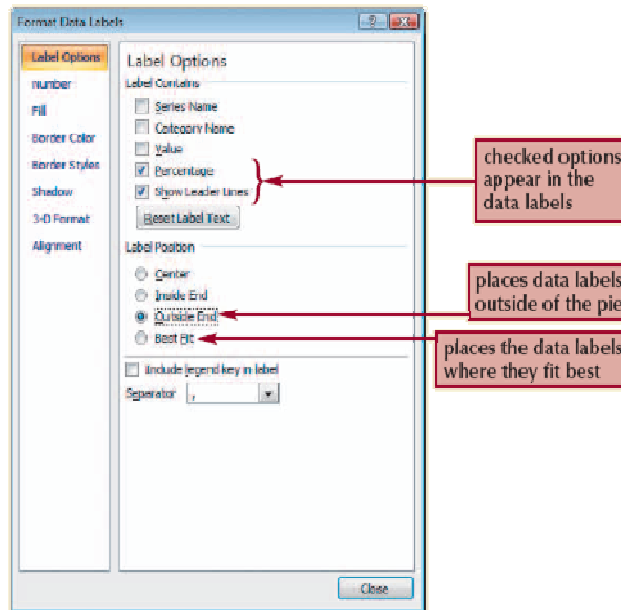 Format Data Labels
Label Options
Number
Fill
Border Color
Border Styles
Shadow
3-D Format
Alignment
Label Options
Label Contains
Series Name
Category Name
Value
Percentage
Show Leader Lines
Reset Label Text
Label Position
Center
Inside End
Outside End
Best Fit
Include legend key in label
Separator ,
Close
checked options
appear in the
data labels
places data labels
outside of the pie
places the data labels
where they fit best